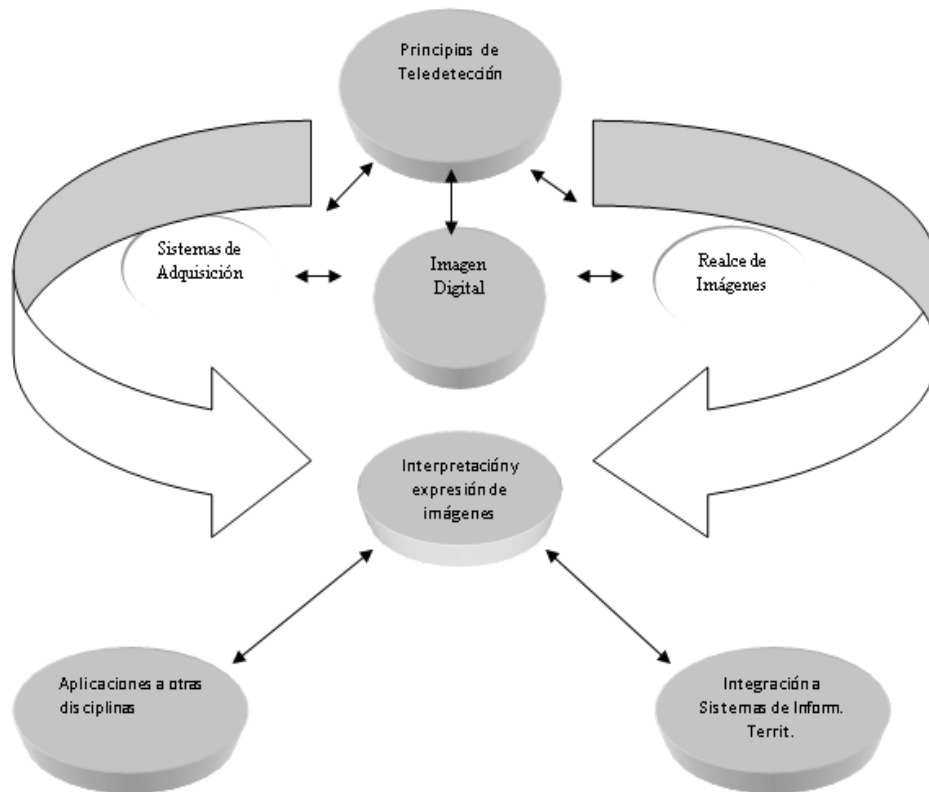 Principios de
Teledetección
Sistemas de
Adquisición
Imagen
Digital
Realce de
Imágenes
Interpretación y
expresión de
imágenes
Aplicaciones a otras
disciplinas
Integración a
Sistemas de Inform.
Territ.